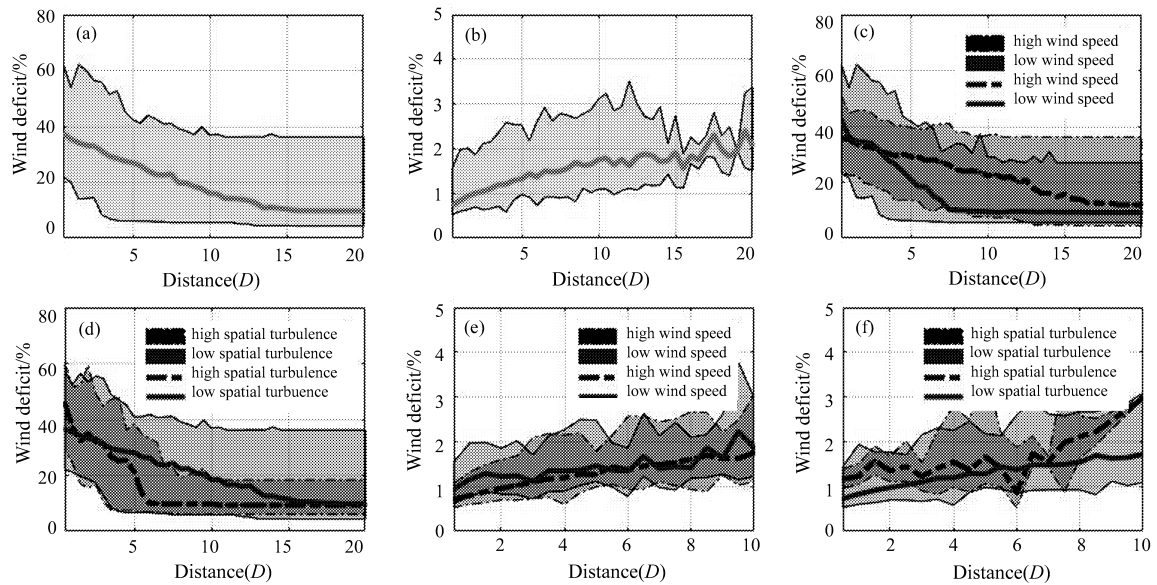 80
60
40
20
0
Wind deficit/%
(a)
5
10
15
20
Distance(D)
5
4
3
2
1
0
Wind deficit/%
(b)
5
10
15
20
Distance(D)
80
60
40
20
0
Wind deficit/%
(c)
high wind speed
low wind speed
high wind speed
low wind speed
5
10
15
20
Distance(D)
80
60
40
20
0
Wind deficit/%
(d)
high spatial turbulence
low spatial turbulence
high spatial turbulence
low spatial turbuence
5
10
15
20
Distance(D)
5
4
3
2
1
0
Wind deficit/%
(e)
high wind speed
low wind speed
high wind speed
low wind speed
2
4
6
8
10
Distance(D)
5
4
3
2
1
0
Wind deficit/%
(f)
high spatial turbulence
low spatial turbulence
high spatial turbulence
low spatial turbuence
2
4
6
8
10
Distance(D)